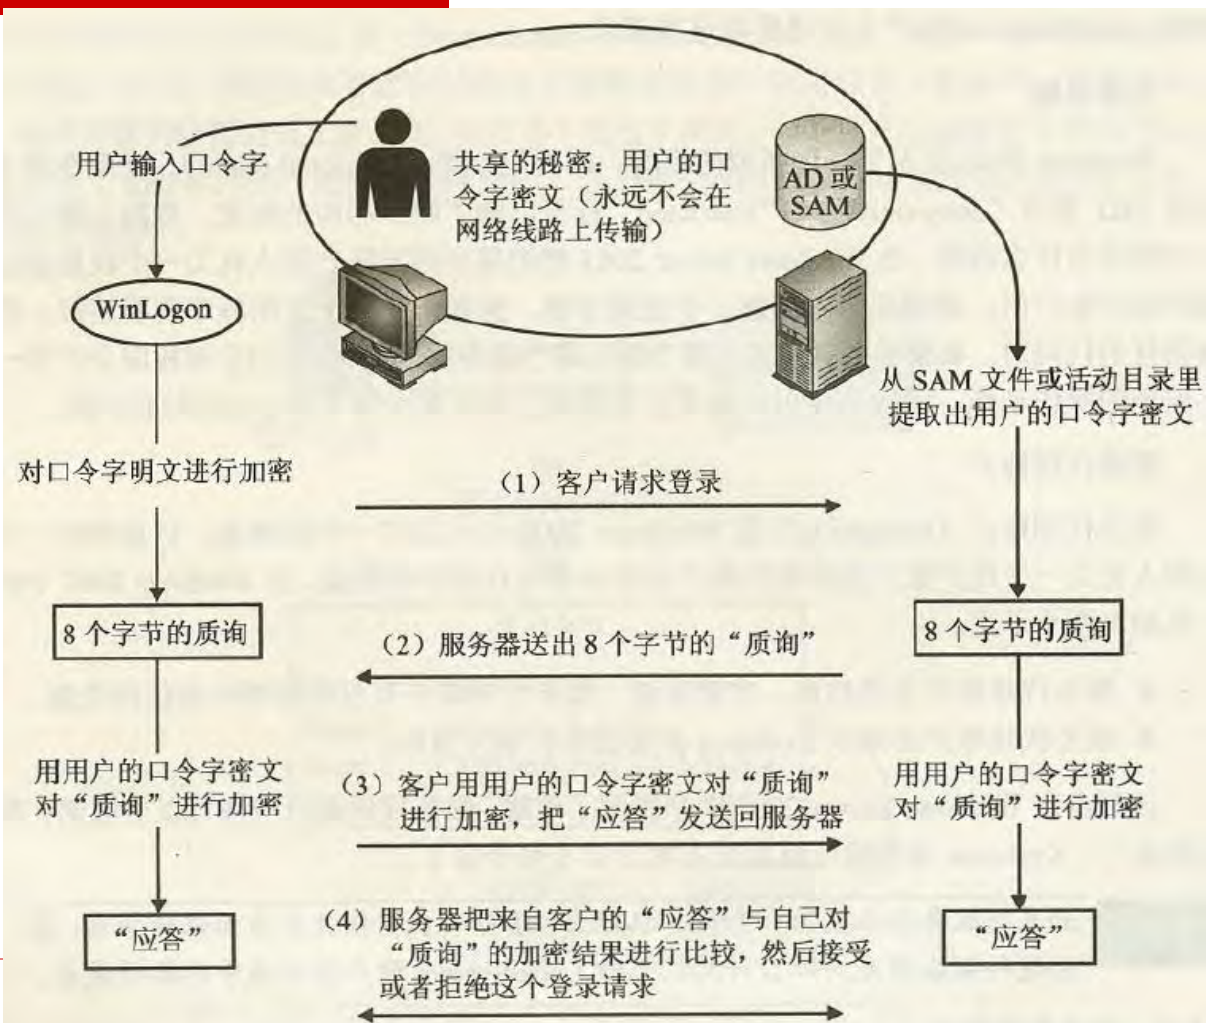 用户输入口令字
共享的秘密：用户的口
令字密文（永远不会在
网络线路上传输）
AD 或
SAM
WinLogon
从 SAM 文件或活动目录里
提取出用户的口令字密文
对口令字明文进行加密
（1）客户请求登录
8 个字节的质询
（2）服务器送出 8 个字节的“质询”
8 个字节的质询
用用户的口令字密文
对“质询”进行加密
（3）客户用用户的口令字密文对“质询”
进行加密，把“应答”发送回服务器
用用户的口令字密文
对“质询”进行加密
“应答”
（4）服务器把来自客户的“应答”与自己对
“质询”的加密结果进行比较，然后接受
或者拒绝这个登录请求
“应答”